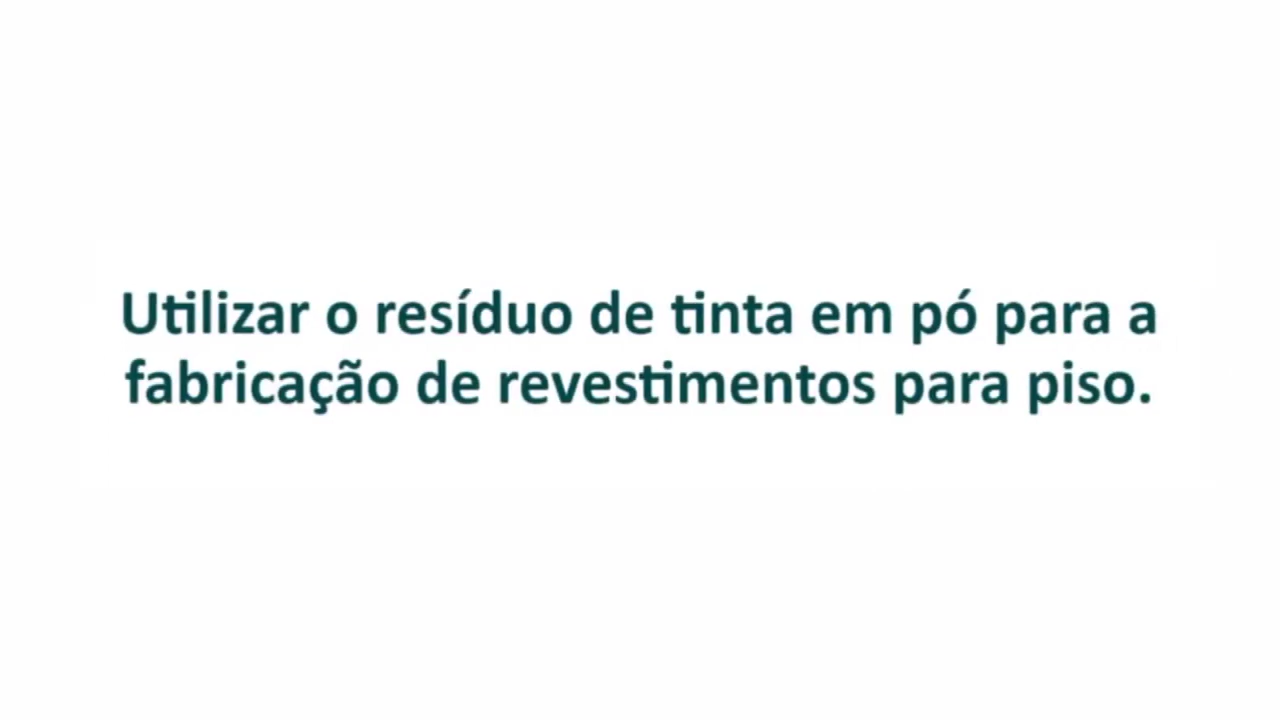 Utilizar o resíduo de tinta em pó para a
fabricação de revestimentos para piso.